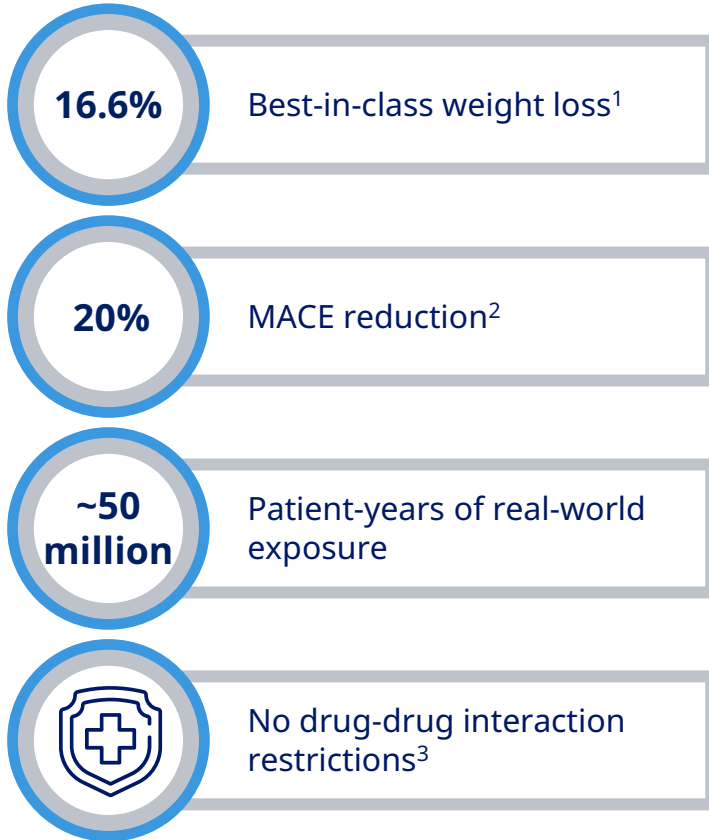 16.6%
Best-in-class weight loss¹
20%
MACE reduction²
~50
million
Patient-years of real-world
exposure
No drug-drug interaction
restrictions³